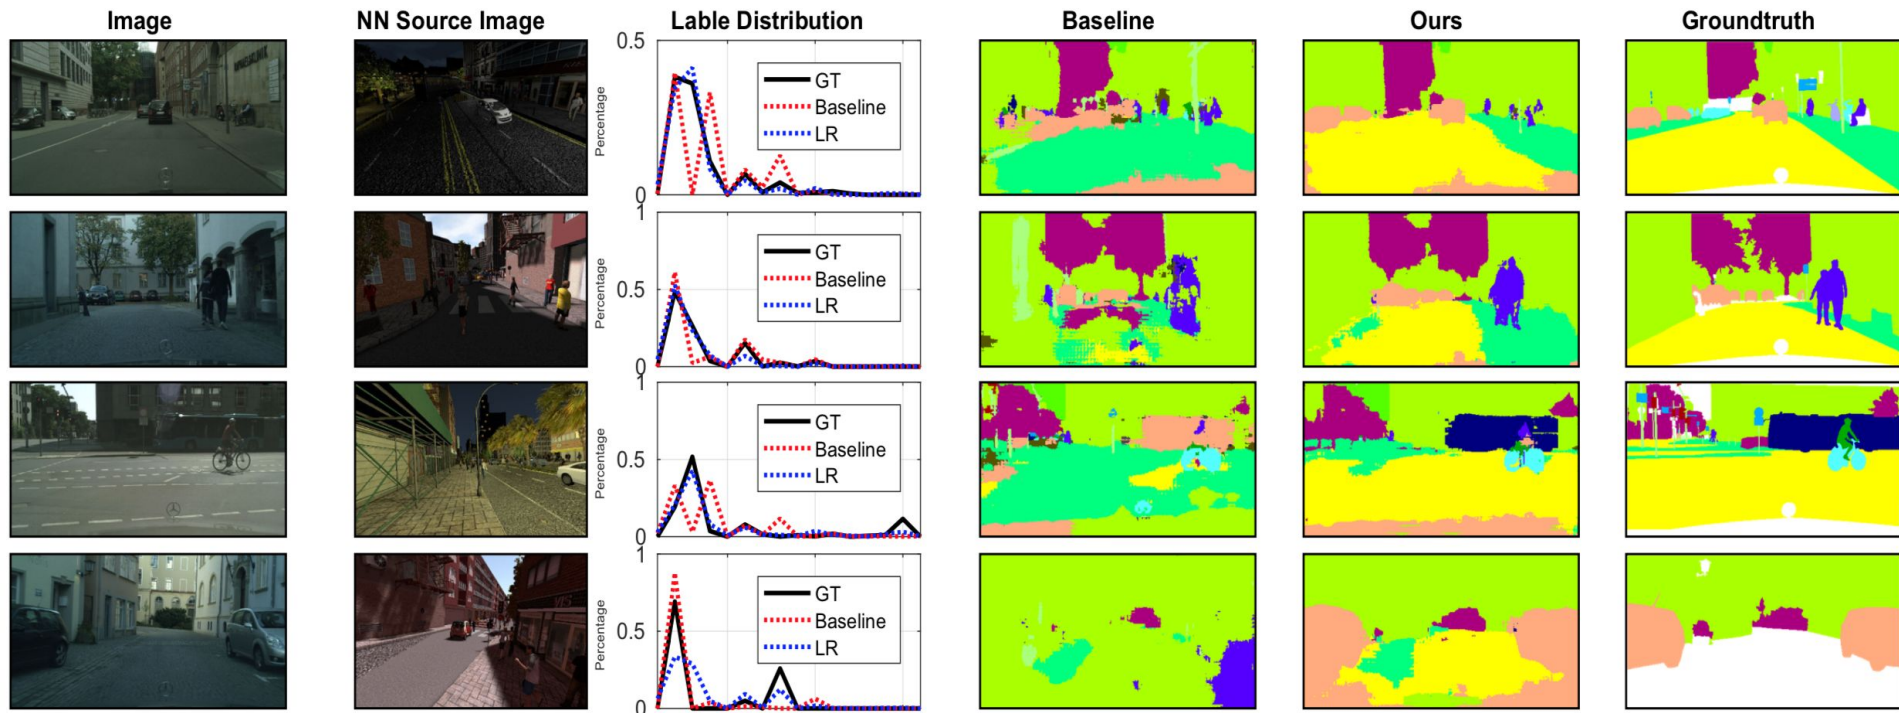 Image NN Source Image Lable Distribution Baseline Ours Groundtruth
0.5
Percentage
GT
Baseline
LR
0
1
Percentage
0.5
GT
Baseline
LR
0
1
Percentage
0.5
GT
Baseline
LR
0
1
Percentage
0.5
GT
Baseline
LR
0